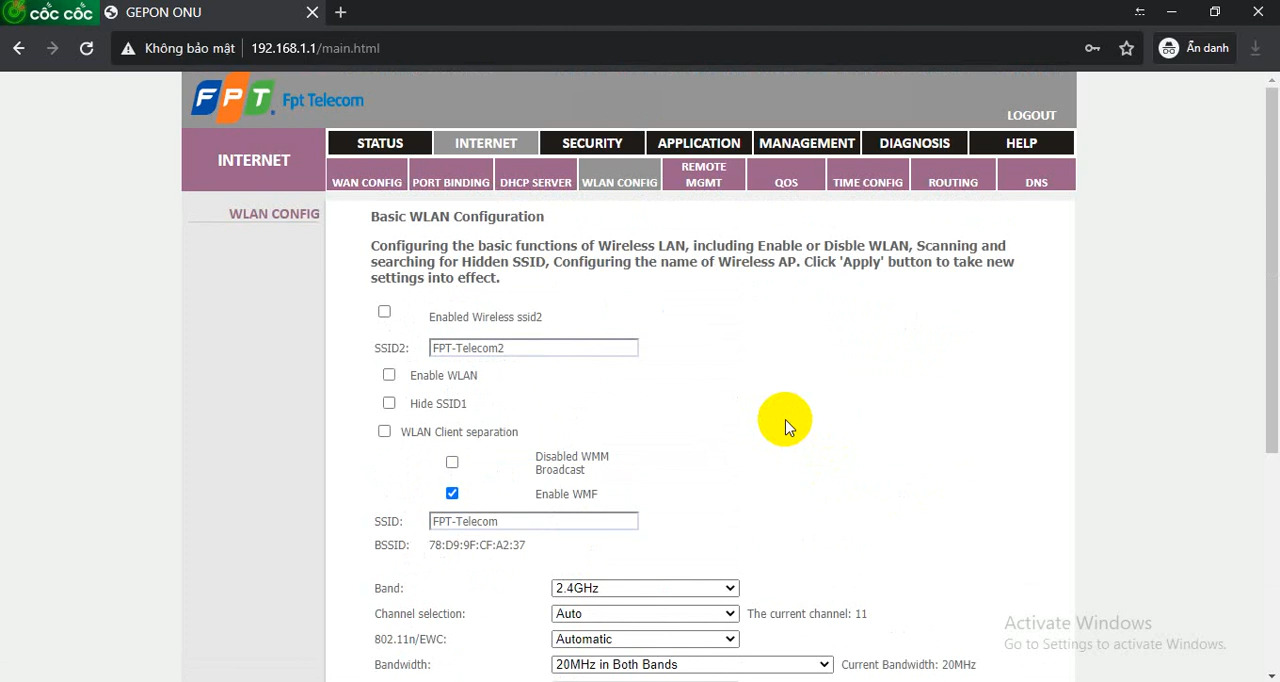 cốc cốc GEPON ONU
Không bảo mật 192.168.1.1/main.html Ẩn danh
FPT. Fpt Telecom
LOGOUT
INTERNET
STATUS INTERNET SECURITY APPLICATION MANAGEMENT DIAGNOSIS HELP
WAN CONFIG PORT BINDING DHCP SERVER WLAN CONFIG REMOTE MGMT QOS TIME CONFIG ROUTING DNS
WLAN CONFIG
Basic WLAN Configuration
Configuring the basic functions of Wireless LAN, including Enable or Disble WLAN, Scanning and
searching for Hidden SSID, Configuring the name of Wireless AP. Click 'Apply' button to take new
settings into effect.
Enabled Wireless ssid2
SSID2: FPT-Telecom2
Enable WLAN
Hide SSID1
WLAN Client separation
Disabled WMM
Broadcast
Enable WMF
SSID: FPT-Telecom
BSSID: 78:D9:9F:CF:A2:37
Band: 2.4GHz
Channel selection: Auto The current channel: 11
802.11n/EWC: Automatic
Bandwidth: 20MHz in Both Bands Current Bandwidth: 20MHz
Activate Windows
Go to Settings to activate Windows.